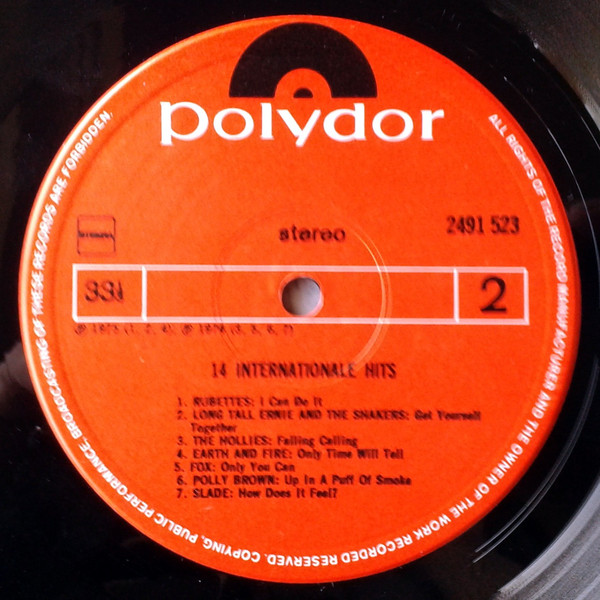 polydor
stereo
2491 523
STEMRA
33⅓
2
℗ 1975 (1, 2, 4). ℗ 1974 (3, 5, 6, 7)
14 INTERNATIONALE HITS
1. RUBETTES: I Can Do It
2. LONG TALL ERNIE AND THE SHAKERS: Get Yourself
Together
3. THE HOLLIES: Falling Calling
4. EARTH AND FIRE: Only Time Will Tell
5. FOX: Only You Can
6. POLLY BROWN: Up In A Puff Of Smoke
7. SLADE: How Does It Feel?
ALL RIGHTS OF THE RECORD MANUFACTURER AND THE OWNER OF THE WORK RECORDED RESERVED. COPYING, PUBLIC PERFORMANCE, BROADCASTING OF THESE RECORDS ARE FORBIDDEN.